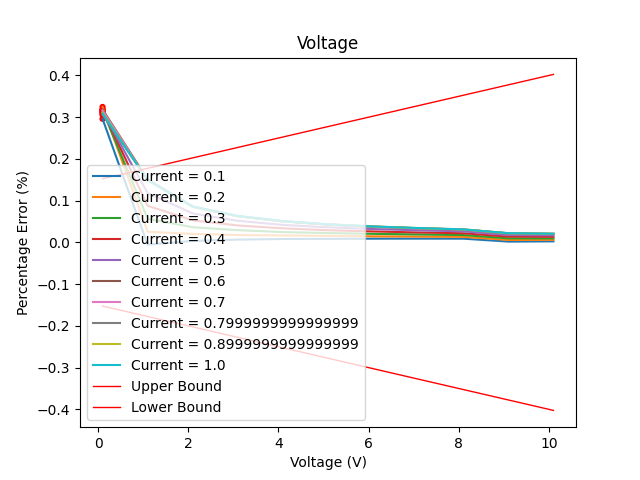 Voltage
Percentage Error (%)
0.4
0.3
0.2
0.1
0.0
−0.1
−0.2
−0.3
−0.4
Current = 0.1
Current = 0.2
Current = 0.3
Current = 0.4
Current = 0.5
Current = 0.6
Current = 0.7
Current = 0.7999999999999999
Current = 0.8999999999999999
Current = 1.0
Upper Bound
Lower Bound
0 2 4 6 8 10
Voltage (V)